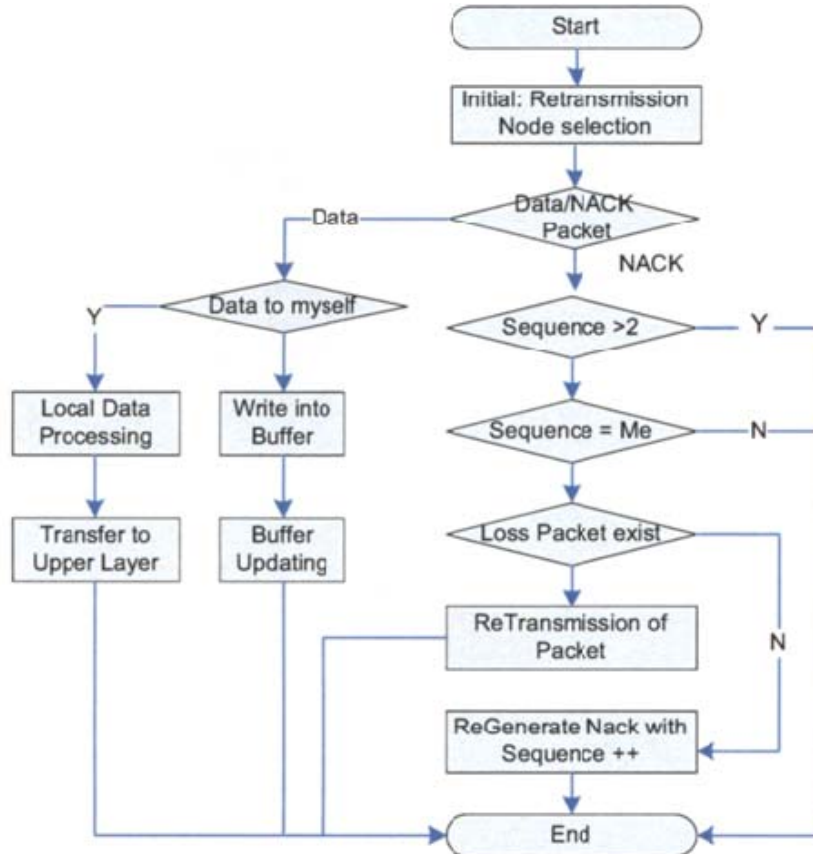 Start
Initial: Retransmission
Node selection
Data/NACK
Packet
Data
NACK
Data to myself
Y
Sequence >2
Y
Local Data
Processing
Write into
Buffer
Sequence = Me
N
Transfer to
Upper Layer
Buffer
Updating
Loss Packet exist
ReTransmission of
Packet
N
ReGenerate Nack with
Sequence ++
End